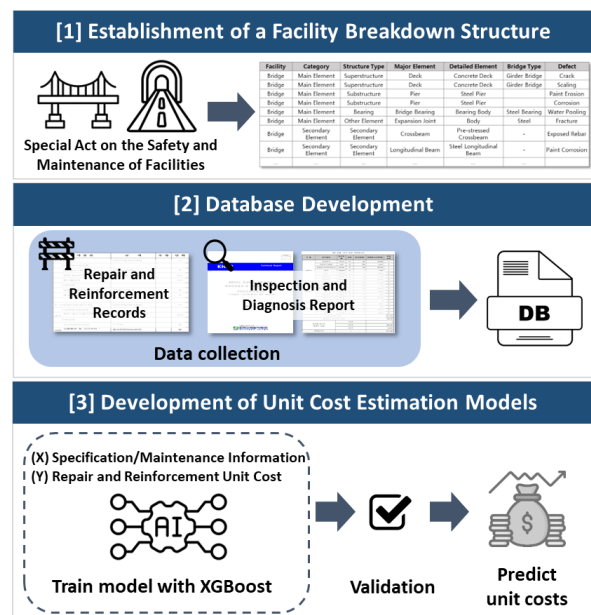 [1] Establishment of a Facility Breakdown Structure
Special Act on the Safety and
Maintenance of Facilities
Facility Category Structure Type Major Element Detailed Element Bridge Type Defect
Bridge Main Element Superstructure Deck Concrete Deck Girder Bridge Crack
Bridge Main Element Superstructure Deck Concrete Deck Girder Bridge Scaling
Bridge Main Element Substructure Pier Steel Pier Paint Erosion
Bridge Main Element Substructure Pier Steel Pier Corrosion
Bridge Main Element Bearing Bridge Bearing Bearing Body Steel Bearing Water Pooling
Bridge Main Element Other Element Expansion Joint Body Steel Fracture
Bridge Secondary Element Secondary Element Crossbeam Pre-stressed Crossbeam - Exposed Rebar
Bridge Secondary Element Secondary Element Longitudinal Beam Steel Longitudinal Beam - Paint Corrosion
[2] Database Development
Repair and
Reinforcement
Records
Inspection and
Diagnosis Report
Data collection
DB
[3] Development of Unit Cost Estimation Models
(X) Specification/Maintenance Information
(Y) Repair and Reinforcement Unit Cost
AI
Train model with XGBoost
Validation
$
Predict
unit costs